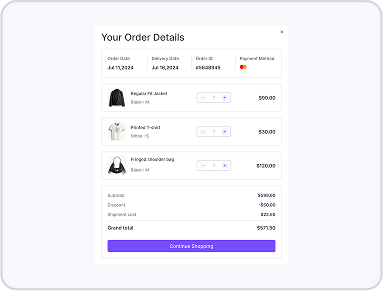 Your Order Details
×
Order Date
Delivery Date
Order ID
Payment Method
Jul 11,2024
Jul 16,2024
#5648945
Regular Fit Jacket
Black | M
− 1 +
$99.00
Printed T-shirt
White | S
− 1 +
$30.00
Fringed shoulder bag
Black | M
− 1 +
$120.00
Subtotal
$599.00
Discount
-$50.00
Shipment cost
$22.50
Grand total
$571.50
Continue Shopping